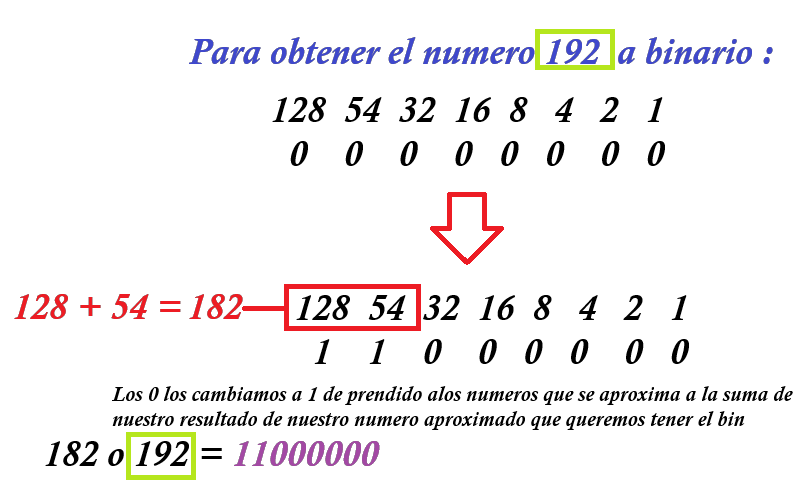 Para obtener el numero 192 a binario :
128 54 32 16 8 4 2 1
0 0 0 0 0 0 0 0
128 + 54 = 182 128 54 32 16 8 4 2 1
1 1 0 0 0 0 0 0
Los 0 los cambiamos a 1 de prendido alos numeros que se aproxima a la suma de
nuestro resultado de nuestro numero aproximado que queremos tener el bin
182 o 192 = 11000000